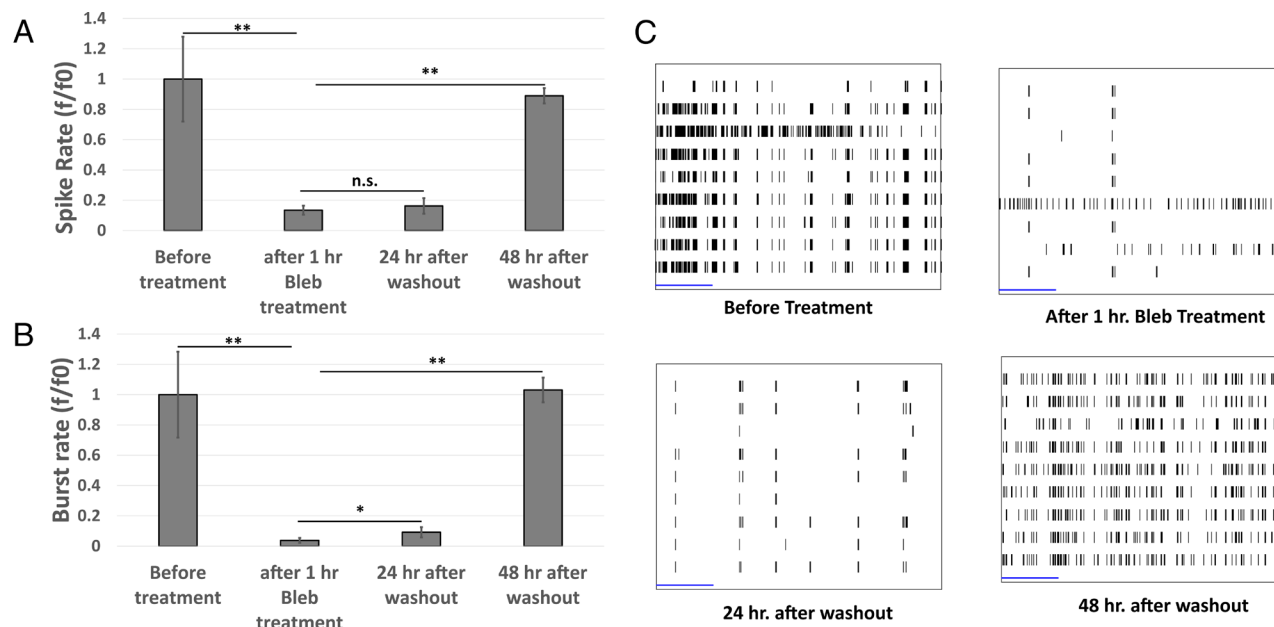 A
Spike Rate (f/f0)
1.4
1.2
1
0.8
0.6
0.4
0.2
0
**
**
n.s.
Before
treatment
after 1 hr
Bleb
treatment
24 hr after
washout
48 hr after
washout
B
Burst rate (f/f0)
1.4
1.2
1
0.8
0.6
0.4
0.2
0
**
**
*
Before
treatment
after 1 hr
Bleb
treatment
24 hr after
washout
48 hr after
washout
C
Before Treatment
After 1 hr. Bleb Treatment
24 hr. after washout
48 hr. after washout